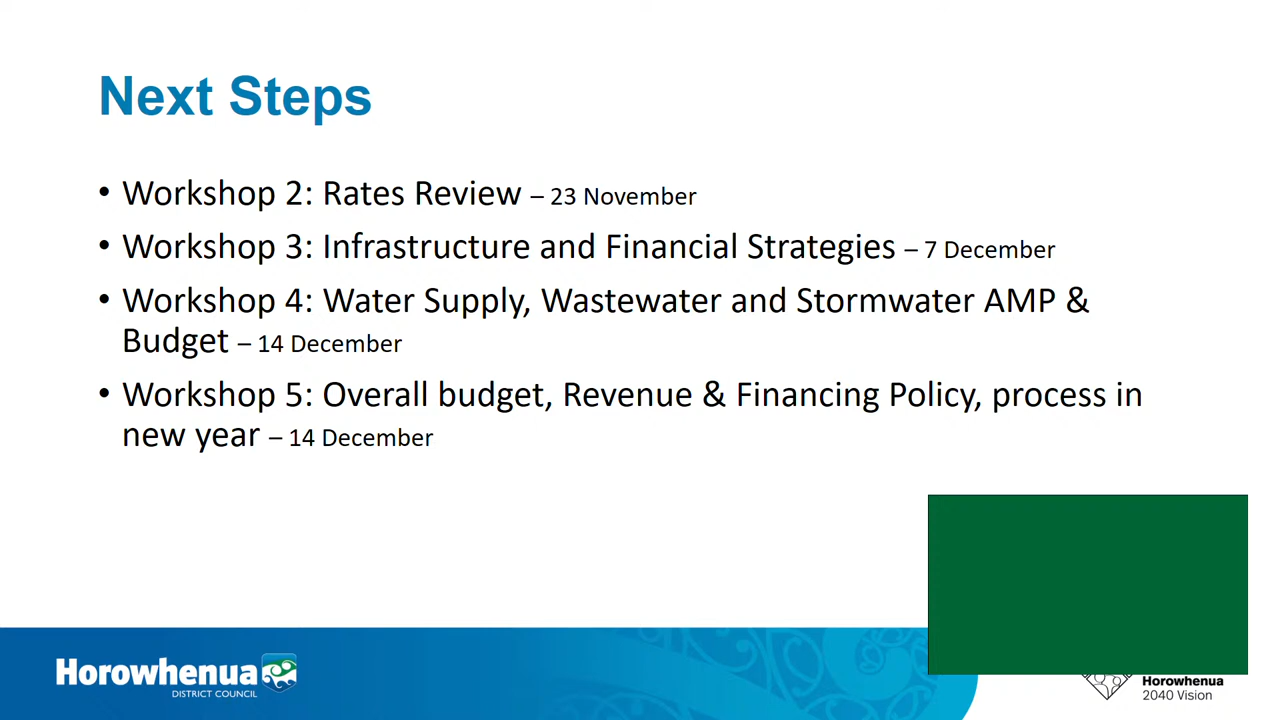 Next Steps
• Workshop 2: Rates Review – 23 November
• Workshop 3: Infrastructure and Financial Strategies – 7 December
• Workshop 4: Water Supply, Wastewater and Stormwater AMP &
Budget – 14 December
• Workshop 5: Overall budget, Revenue & Financing Policy, process in
new year – 14 December
Horowhenua
DISTRICT COUNCIL
Horowhenua
2040 Vision